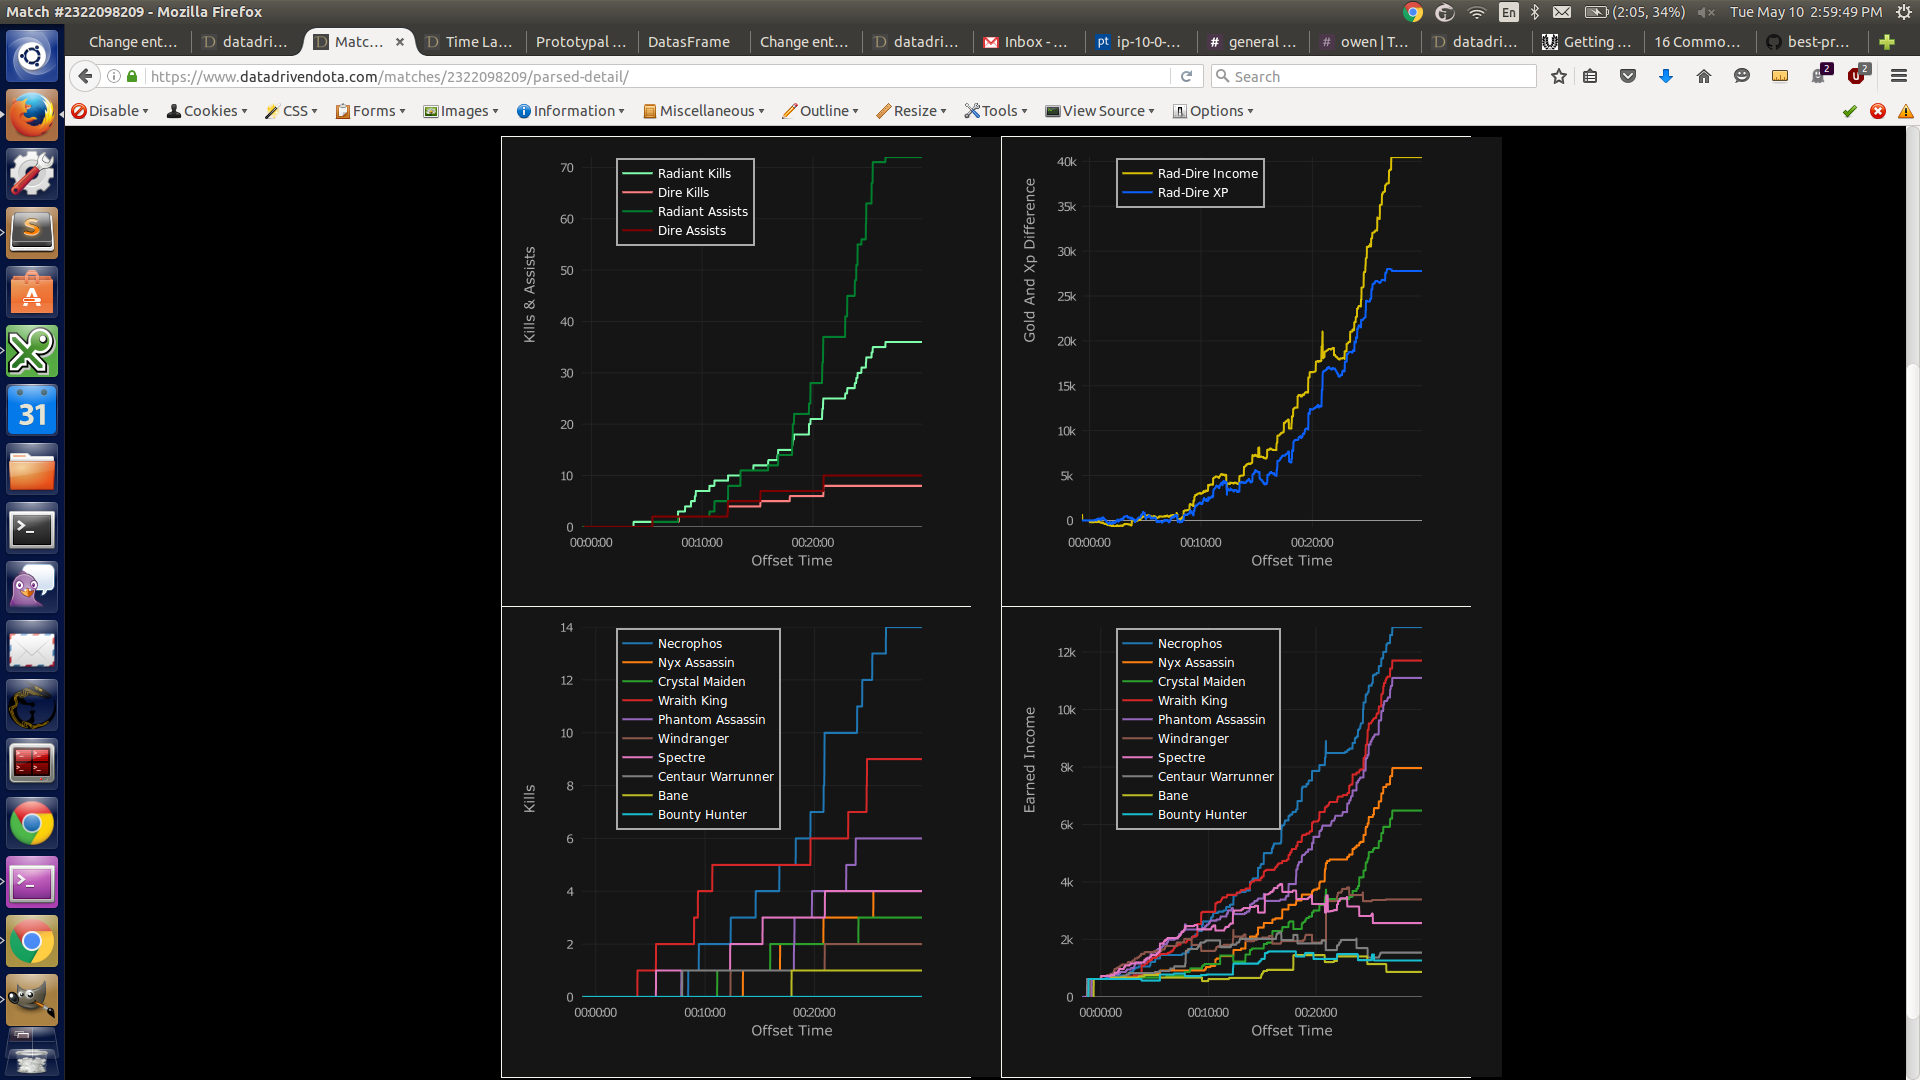 Match #2322098209 - Mozilla Firefox
En (2:05, 34%) Tue May 10 2:59:49 PM
Change ent... datadri... Matc... × Time La... Prototypal ... DatasFrame Change ent... datadri... Inbox - ... pt ip-10-0-... # general ... # owen | T... datadri... Getting ... 16 Commo... best-pr...
https://www.datadrivendota.com/matches/2322098209/parsed-detail/ Search 2 2
Disable Cookies CSS Forms Images Information Miscellaneous Outline Resize Tools View Source Options
31
Radiant Kills
Dire Kills
Radiant Assists
Dire Assists
Kills & Assists
70
60
50
40
30
20
10
0
00:00:00 00:10:00 00:20:00
Offset Time
Rad-Dire Income
Rad-Dire XP
Gold And Xp Difference
40k
35k
30k
25k
20k
15k
10k
5k
0
00:00:00 00:10:00 00:20:00
Offset Time
Necrophos
Nyx Assassin
Crystal Maiden
Wraith King
Phantom Assassin
Windranger
Spectre
Centaur Warrunner
Bane
Bounty Hunter
Kills
14
12
10
8
6
4
2
0
00:00:00 00:10:00 00:20:00
Offset Time
Necrophos
Nyx Assassin
Crystal Maiden
Wraith King
Phantom Assassin
Windranger
Spectre
Centaur Warrunner
Bane
Bounty Hunter
Earned Income
12k
10k
8k
6k
4k
2k
0
00:00:00 00:10:00 00:20:00
Offset Time